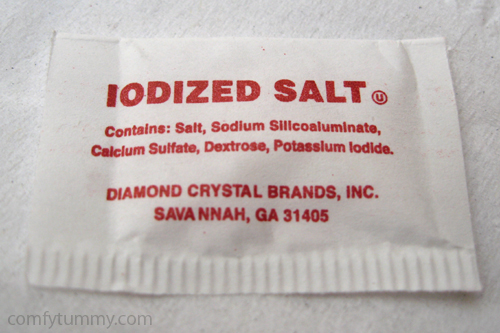 IODIZED SALT Ⓤ
Contains: Salt, Sodium Silicoaluminate,
Calcium Sulfate, Dextrose, Potassium Iodide.
DIAMOND CRYSTAL BRANDS, INC.
SAVANNAH, GA 31405
comfytummy.com